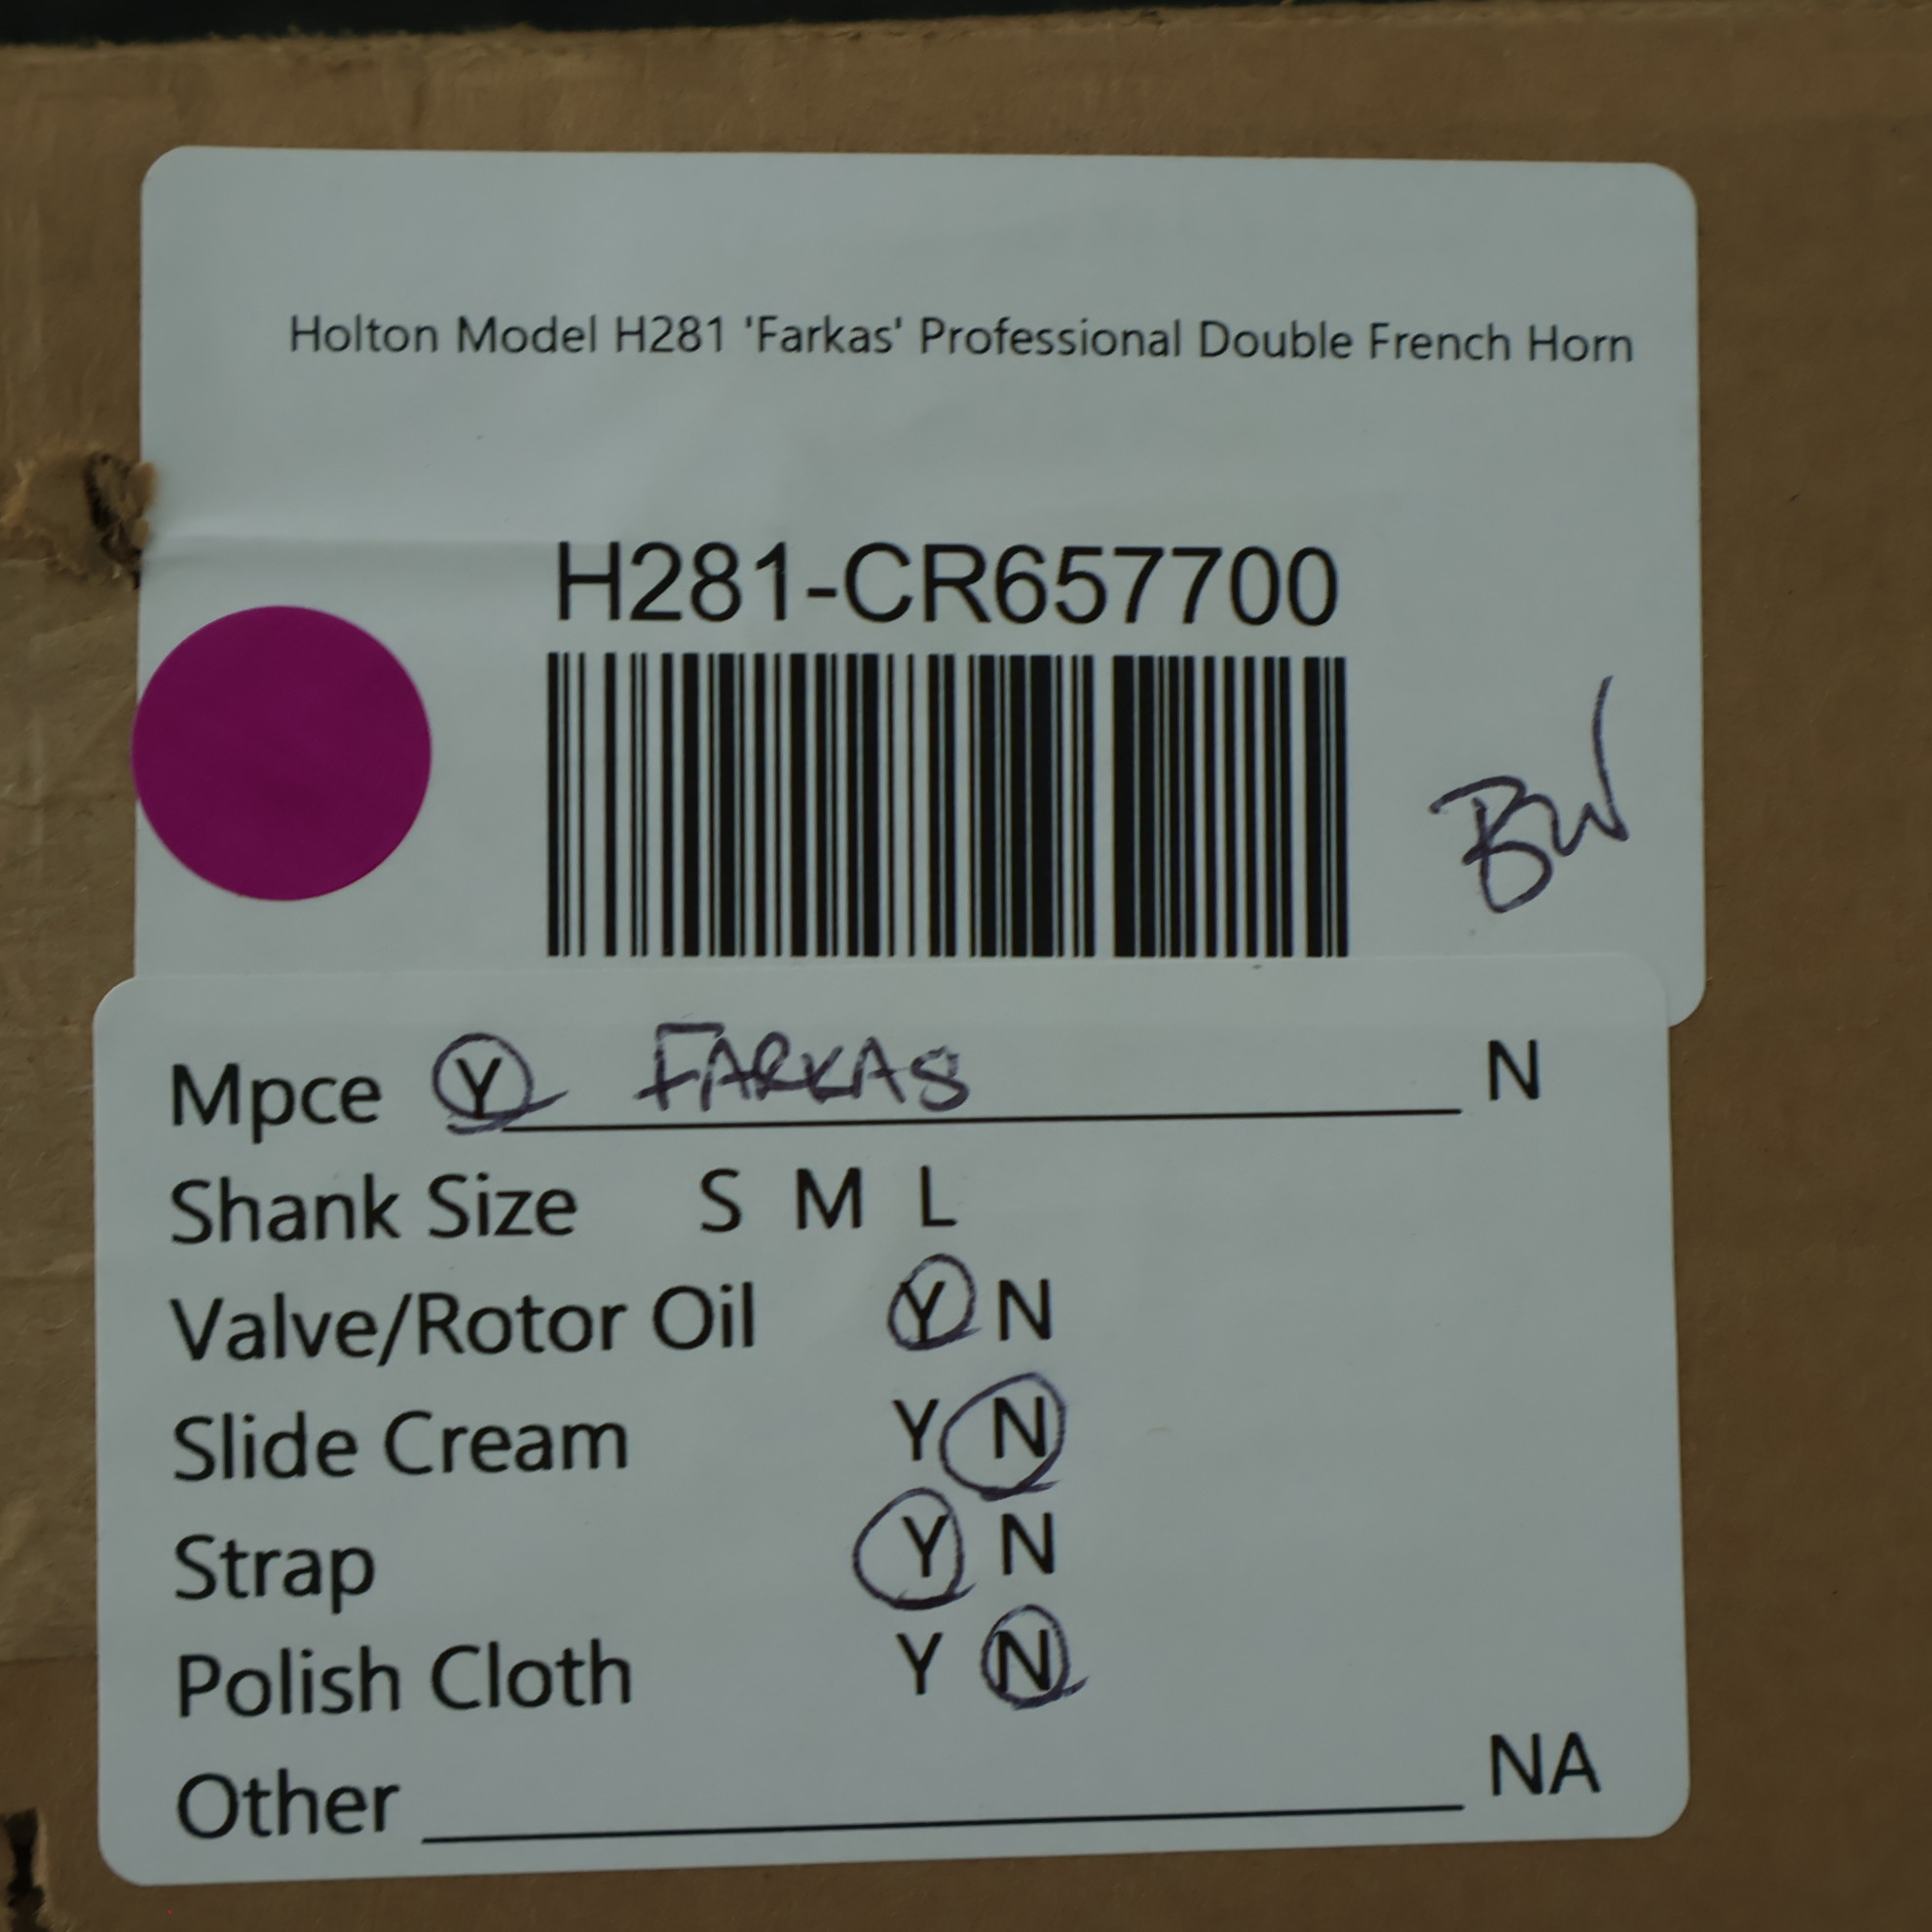 Holton Model H281 'Farkas' Professional Double French Horn
H281-CR657700
BW
Mpce Y FARKAS N
Shank Size S M L
Valve/Rotor Oil Y N
Slide Cream Y N
Strap Y N
Polish Cloth Y N
Other NA